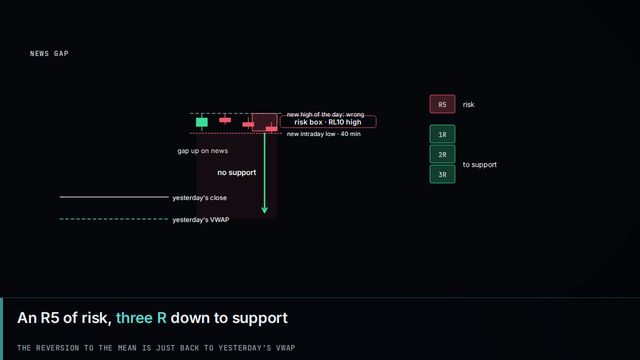 NEWS GAP
new high of the day: wrong
risk box · RL10 high
new intraday low · 40 min
gap up on news
no support
yesterday's close
yesterday's VWAP
R5 risk
1R
2R
to support
3R
An R5 of risk, three R down to support
THE REVERSION TO THE MEAN IS JUST BACK TO YESTERDAY'S VWAP